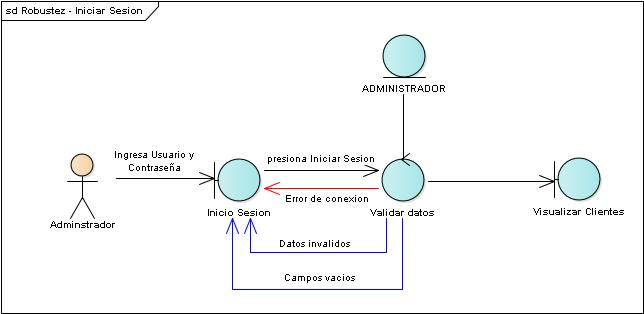 sd Robustez - Iniciar Sesion
ADMINISTRADOR
Ingresa Usuario y
Contraseña
presiona Iniciar Sesion
Error de conexion
Adminstrador
Inicio Sesion
Validar datos
Visualizar Clientes
Datos invalidos
Campos vacios